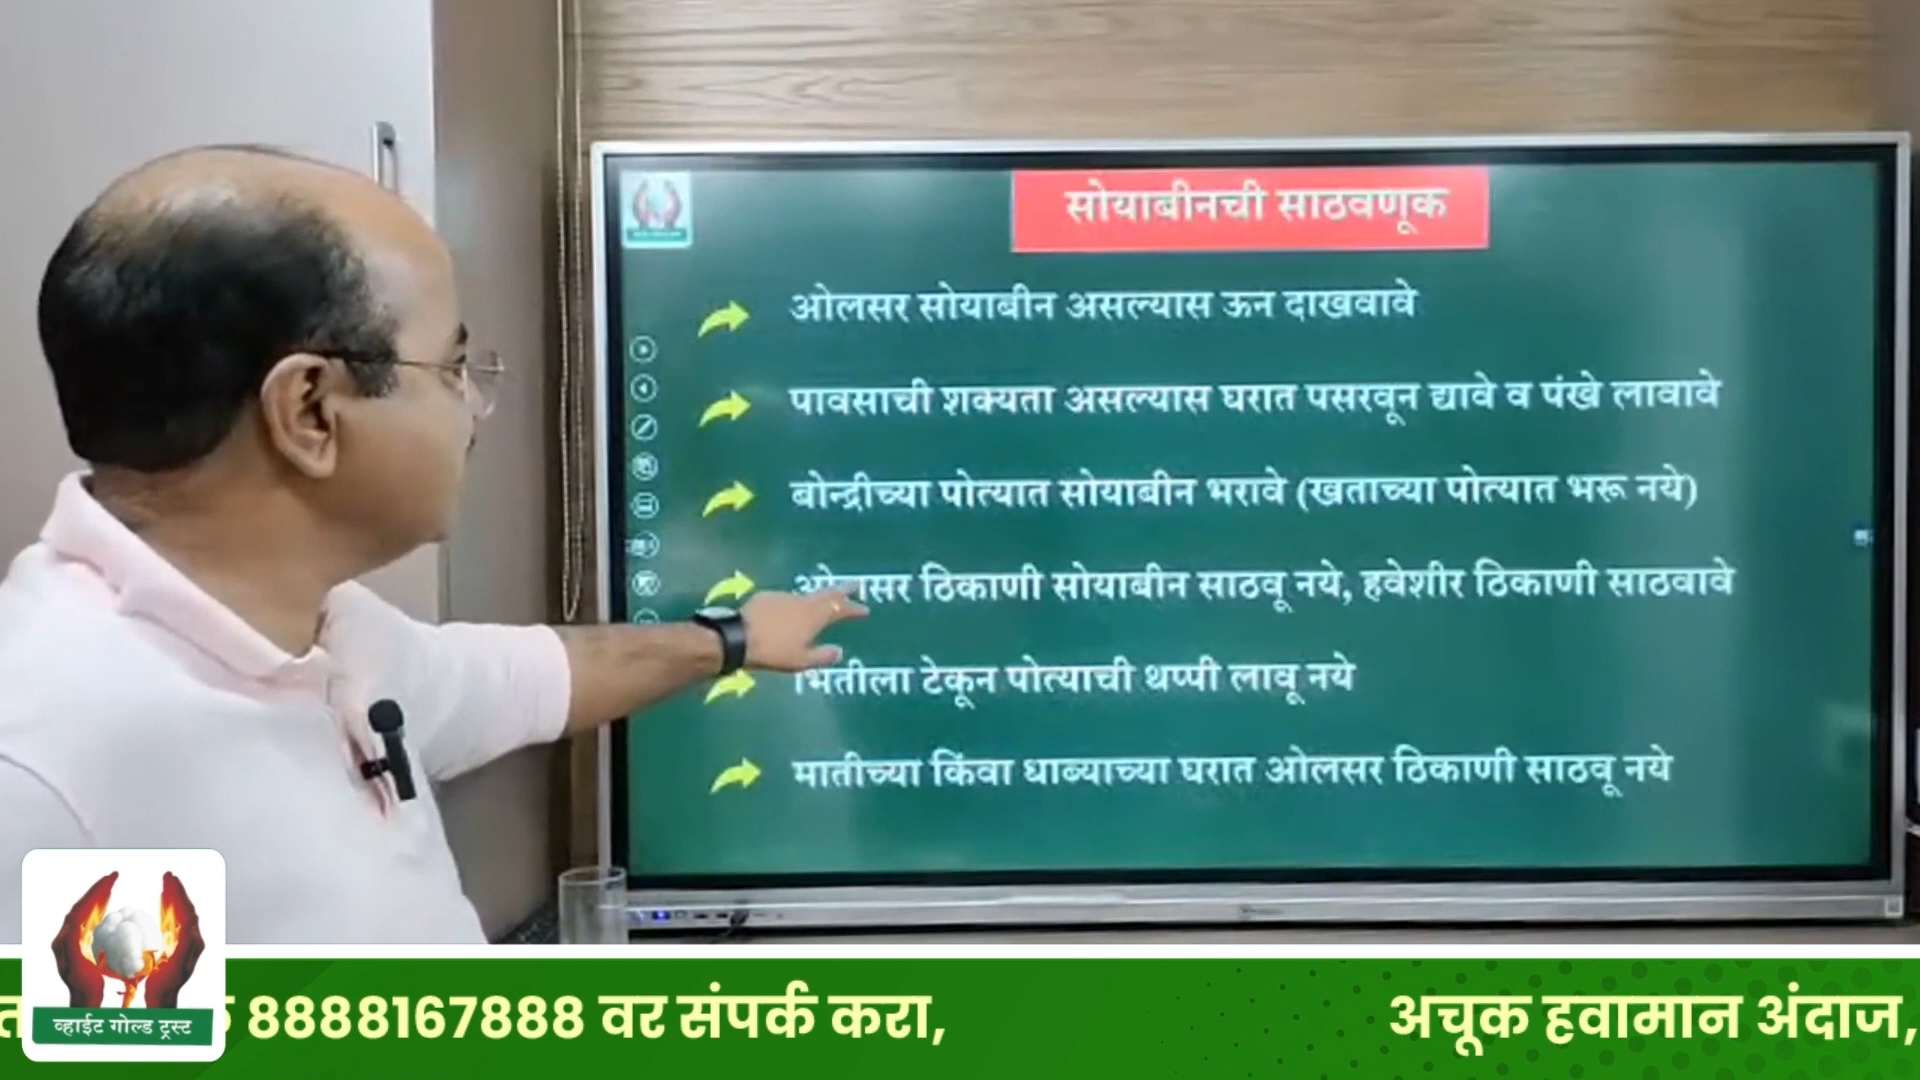 सोयाबीनची साठवणूक
ओलसर सोयाबीन असल्यास ऊन दाखवावे
पावसाची शक्यता असल्यास घरात पसरवून द्यावे व पंखे लावावे
बोन्द्रीच्या पोत्यात सोयाबीन भरावे (खताच्या पोत्यात भरू नये)
ओलसर ठिकाणी सोयाबीन साठवू नये, हवेशीर ठिकाणी साठवावे
भिंतीला टेकून पोत्याची थप्पी लावू नये
मातीच्या किंवा धाब्याच्या घरात ओलसर ठिकाणी साठवू नये
8888167888 वर संपर्क करा, अचूक हवामान अंदाज,
व्हाईट गोल्ड ट्रस्ट